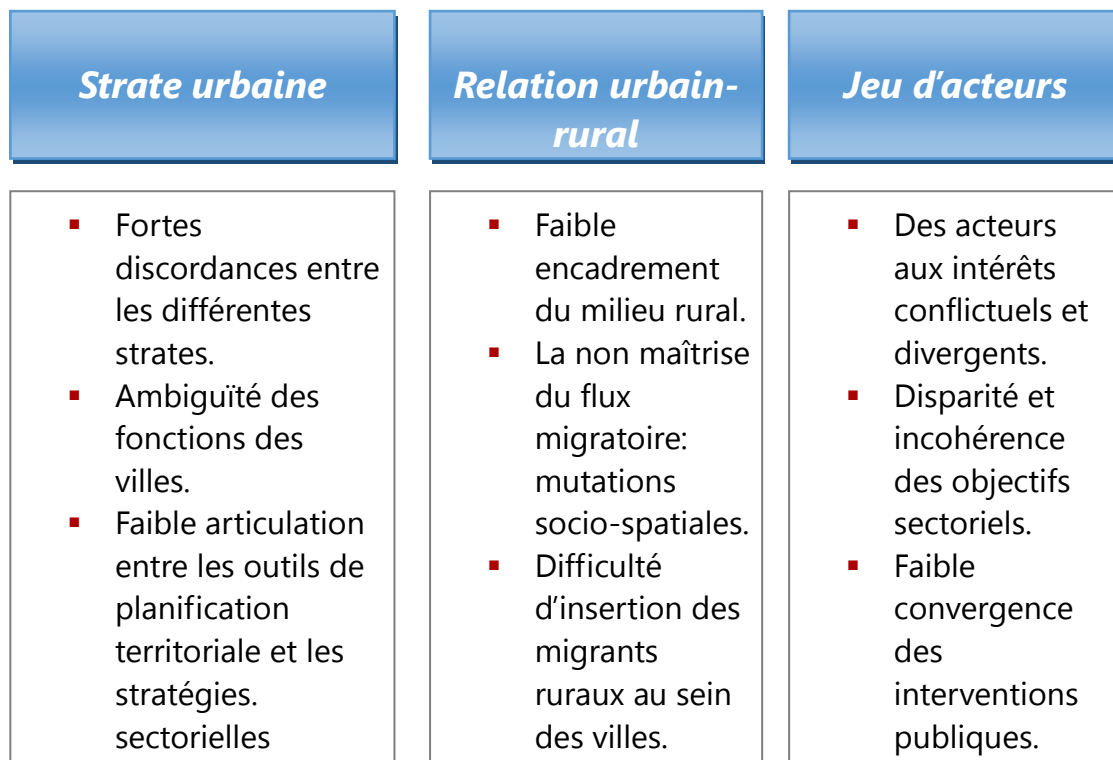 Strate urbaine
Fortes
discordances entre
les différentes
strates.
Ambiguïté des
fonctions des
villes.
Faible articulation
entre les outils de
planification
territoriale et les
stratégies.
sectorielles
Relation urbain-
rural
Faible
encadrement
du milieu rural.
La non maîtrise
du flux
migratoire:
mutations
socio-spatiales.
Difficulté
d'insertion des
migrants
ruraux au sein
des villes.
Jeu d'acteurs
Des acteurs
aux intérêts
conflictuels et
divergents.
Disparité et
incohérence
des objectifs
sectoriels.
Faible
convergence
des
interventions
publiques.